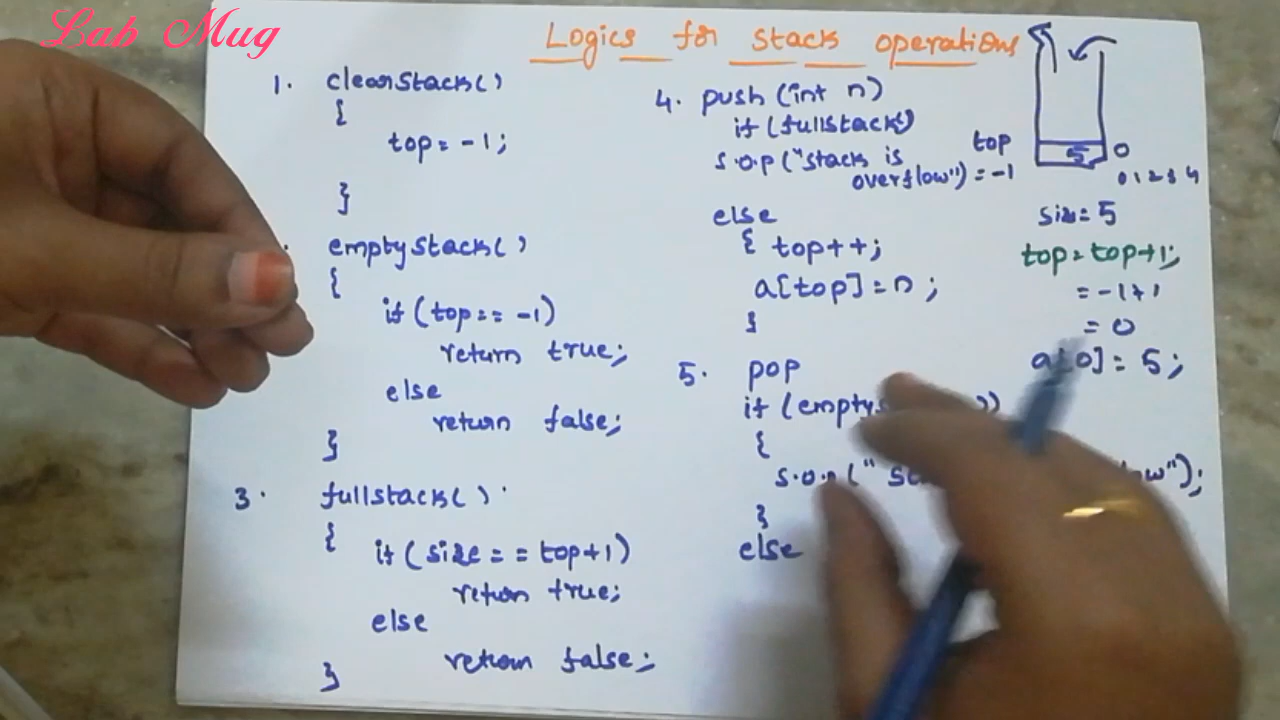 Lab Mug
Logics for stack operations
1. clearstack()
{
top = -1;
}
emptystack()
{
if (top == -1)
return true;
else
return false;
}
3. fullstack()
{
if (size == top+1)
return true;
else
return false;
}
4. push (int n)
if (fullstack)
s.o.p ("stack is
overflow")
else
{ top++;
a[top] = n;
}
5. pop
if (empty ))
{
s.o.p ("
");
}
else
top
= -1
5 0
0 1 2 3 4
size = 5
top = top+1;
= -1+1
= 0
a[0] = 5;